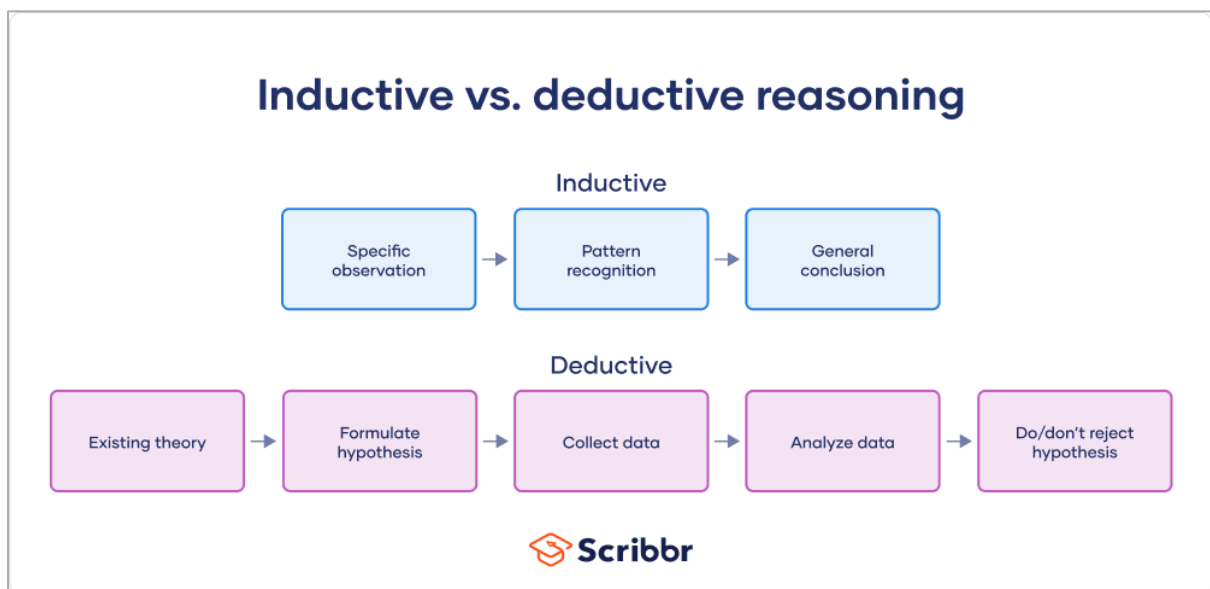 Inductive vs. deductive reasoning
Inductive
Specific
observation
Pattern
recognition
General
conclusion
Deductive
Existing theory
Formulate
hypothesis
Collect data
Analyze data
Do/don't reject
hypothesis
Scribbr